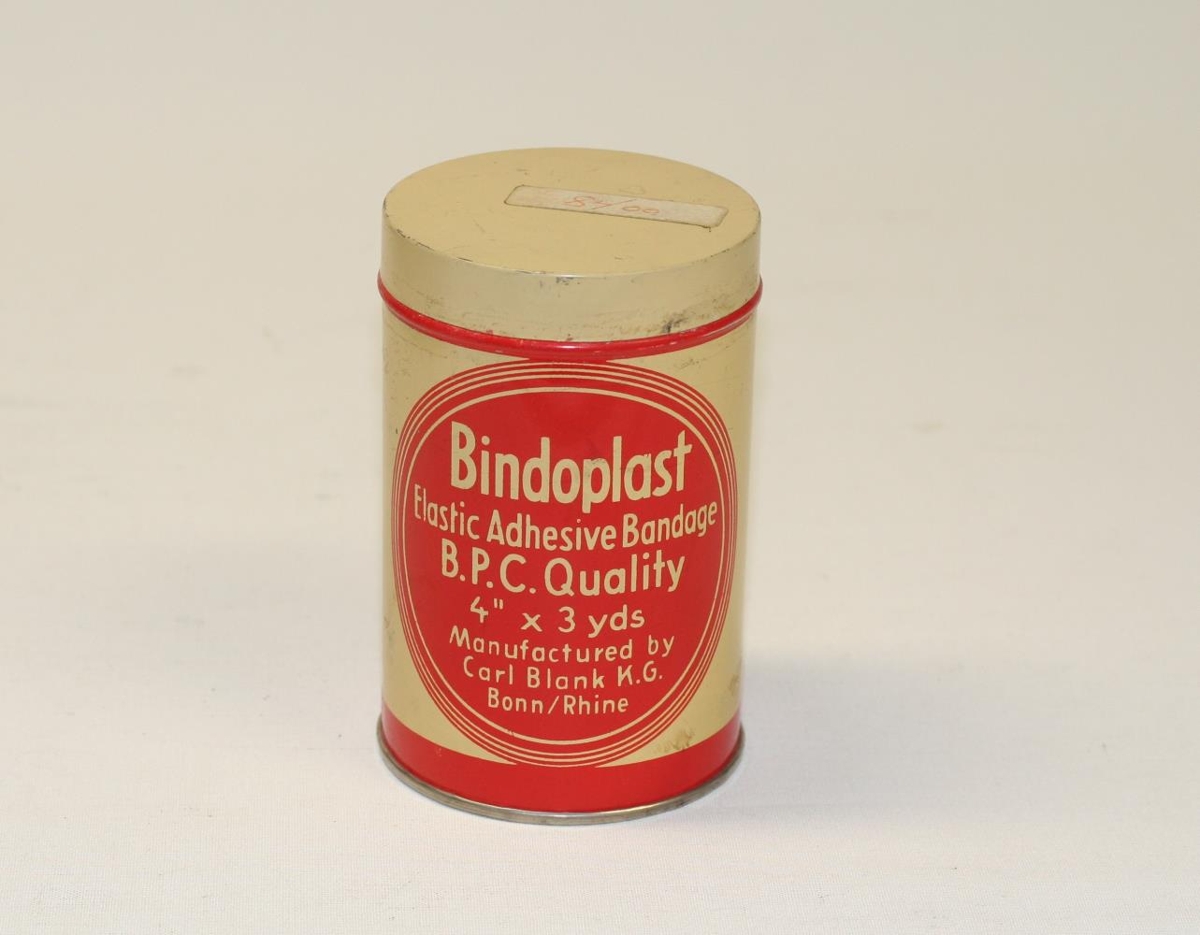 Bindoplast
Elastic Adhesive Bandage
B.P.C. Quality
4" x 3 yds
Manufactured by
Carl Blank K.G.
Bonn/Rhine